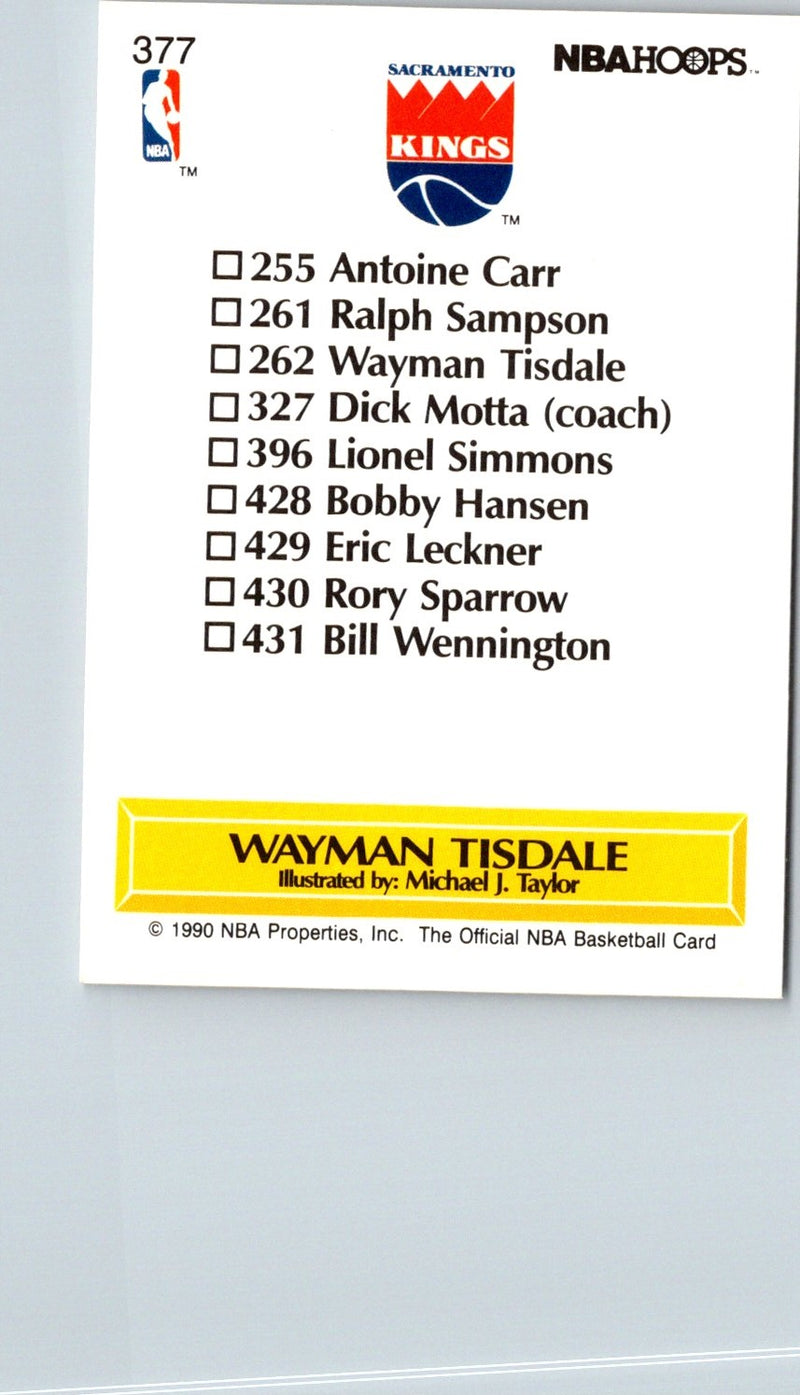 377
NBA
TM
SACRAMENTO
KINGS
TM
NBAHOOPS TM
255 Antoine Carr
261 Ralph Sampson
262 Wayman Tisdale
327 Dick Motta (coach)
396 Lionel Simmons
428 Bobby Hansen
429 Eric Leckner
430 Rory Sparrow
431 Bill Wennington
WAYMAN TISDALE
Illustrated by: Michael J. Taylor
© 1990 NBA Properties, Inc. The Official NBA Basketball Card